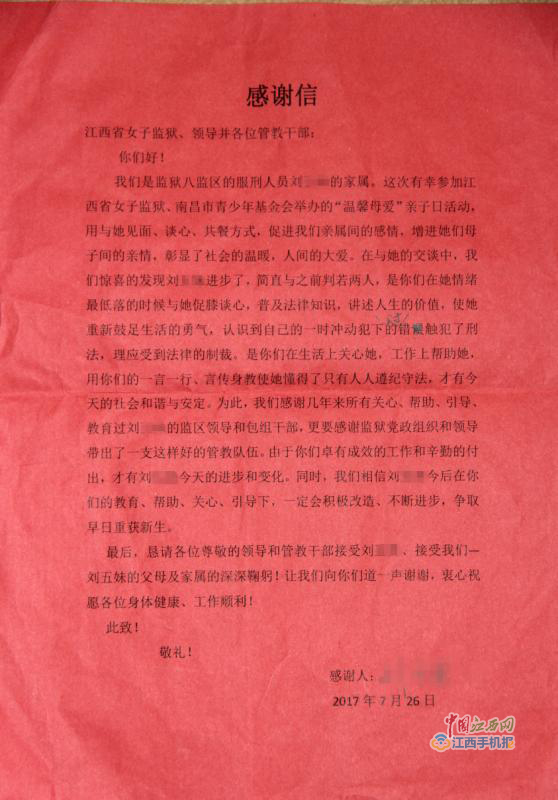 感谢信
江西省女子监狱、领导并各位管教干部：
你们好！
我们是监狱八监区的服刑人员刘的家属。这次有幸参加江
西省女子监狱、南昌市青少年基金会举办的“温馨母爱”亲子日活动，
用与她见面、谈心、共餐方式，促进我们亲属间的感情，增进她们母
子间的亲情，彰显了社会的温暖，人间的大爱。在与她的交谈中，我
们惊喜的发现刘进步了，简直与之前判若两人，是你们在她情绪
最低落的时候与她促膝谈心，普及法律知识，讲述人生的价值，使她
重新鼓足生活的勇气，认识到自己的一时冲动犯下的错触犯了刑
法，理应受到法律的制裁。是你们在生活上关心她，工作上帮助她，
用你们的一言一行、言传身教使她懂得了只有人人遵纪守法，才有今
天的社会和谐与安定。为此，我们感谢几年来所有关心、帮助、引导、
教育过刘的监区领导和包组干部，更要感谢监狱党政组织和领导
带出了一支这样好的管教队伍。由于你们卓有成效的工作和辛勤的付
出，才有刘今天的进步和变化。同时，我们相信刘今后在你
们的教育、帮助、关心、引导下，一定会积极改造、不断进步，争取
早日重获新生。
最后，恳请各位尊敬的领导和管教干部接受刘、接受我们—
刘五妹的父母及家属的深深鞠躬！让我们向你们道一声谢谢，衷心祝
愿各位身体健康、工作顺利！
此致！
敬礼！
感谢人：
2017 年 7 月 26 日
中国江西网
江西手机报